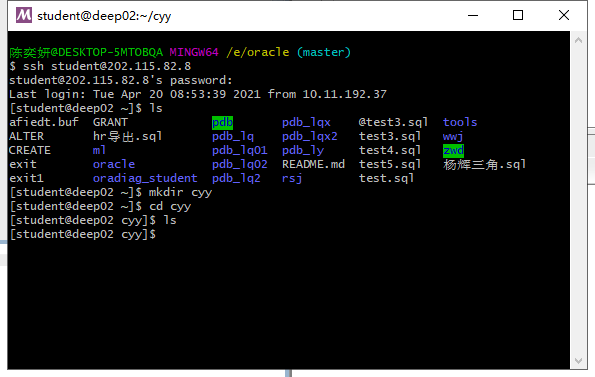 student@deep02:~/cyy
陈奕妍@DESKTOP-5MTOBQA MINGW64 /e/oracle (master)
$ ssh student@202.115.82.8
student@202.115.82.8's password:
Last login: Tue Apr 20 08:53:39 2021 from 10.11.192.37
[student@deep02 ~]$ ls
afiedt.buf GRANT pdb pdb_lqx @test3.sql tools
ALTER hr导出.sql pdb_lq pdb_lqx2 test3.sql wwj
CREATE ml pdb_lq01 pdb_ly test4.sql zwd
exit oracle pdb_lq02 README.md test5.sql 杨辉三角.sql
exit1 oradiag_student pdb_lq2 rsj test.sql
[student@deep02 ~]$ mkdir cyy
[student@deep02 ~]$ cd cyy
[student@deep02 cyy]$ ls
[student@deep02 cyy]$